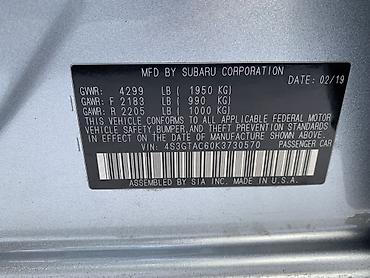 MFD BY SUBARU CORPORATION
DATE: 02/19
GVWR: 4299 LB (1950 KG)
GAWR: F 2183 LB (990 KG)
GAWR: R 2205 LB (1000 KG)
THIS VEHICLE CONFORMS TO ALL APPLICABLE FEDERAL MOTOR
VEHICLE SAFETY, BUMPER, AND THEFT PREVENTION STANDARDS
IN EFFECT ON THE DATE OF MANUFACTURE SHOWN ABOVE.
VIN: 4S3GTAC60K3730570 PASSENGER CAR
ASSEMBLED BY SIA INC. MADE IN U.S.A.